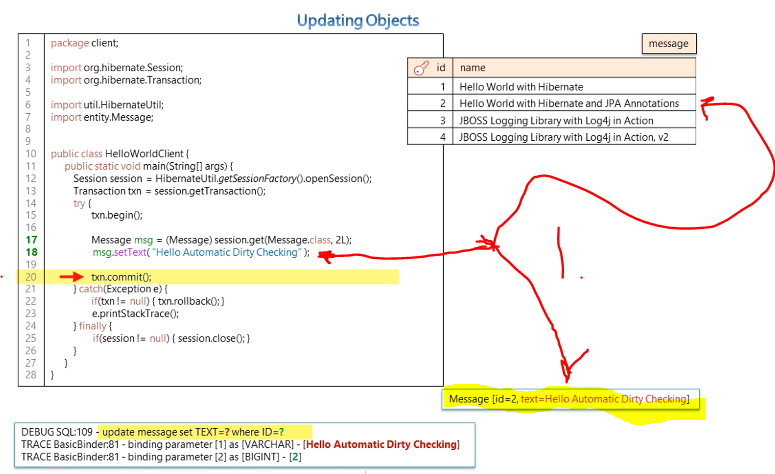 Updating Objects
message
id name
1 Hello World with Hibernate
2 Hello World with Hibernate and JPA Annotations
3 JBOSS Logging Library with Log4j in Action
4 JBOSS Logging Library with Log4j in Action, v2
1 package client;
2
3 import org.hibernate.Session;
4 import org.hibernate.Transaction;
5
6 import util.HibernateUtil;
7 import entity.Message;
8
9
10 public class HelloWorldClient {
11 public static void main(String[] args) {
12 Session session = HibernateUtil.getSessionFactory().openSession();
13 Transaction txn = session.getTransaction();
14 try {
15 txn.begin();
16
17 Message msg = (Message) session.get(Message.class, 2L);
18 msg.setText( "Hello Automatic Dirty Checking" );
19
20 txn.commit();
21 } catch(Exception e) {
22 if(txn != null) { txn.rollback(); }
23 e.printStackTrace();
24 } finally {
25 if(session != null) { session.close(); }
26 }
27 }
28 }
Message [id=2, text=Hello Automatic Dirty Checking]
DEBUG SQL:109 - update message set TEXT=? where ID=?
TRACE BasicBinder:81 - binding parameter [1] as [VARCHAR] - [Hello Automatic Dirty Checking]
TRACE BasicBinder:81 - binding parameter [2] as [BIGINT] - [2]